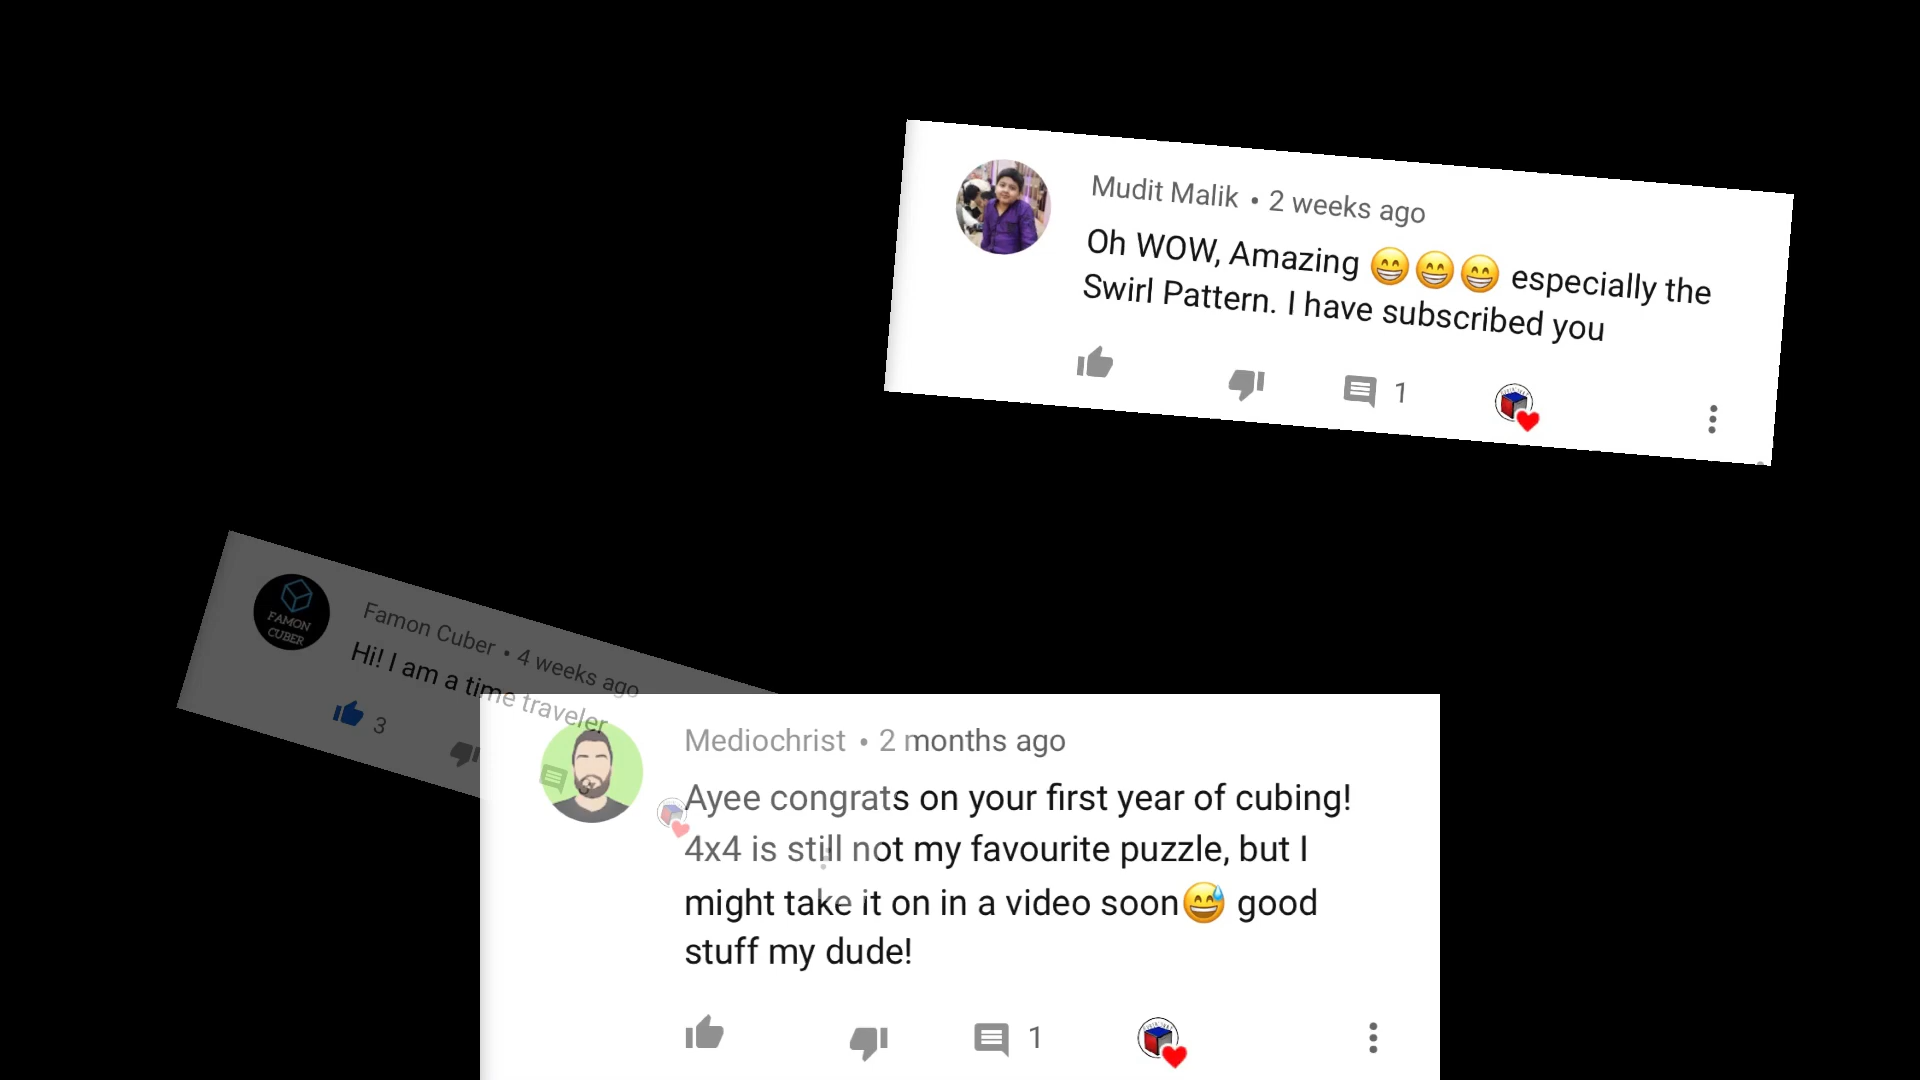 Mudit Malik • 2 weeks ago
Oh WOW, Amazing 😁😁😁 especially the
Swirl Pattern. I have subscribed you
1
FAMON
CUBER
Famon Cuber • 4 weeks ago
Hi! I am a time traveler
3
Mediochrist • 2 months ago
Ayee congrats on your first year of cubing!
4x4 is still not my favourite puzzle, but I
might take it on in a video soon😅 good
stuff my dude!
1